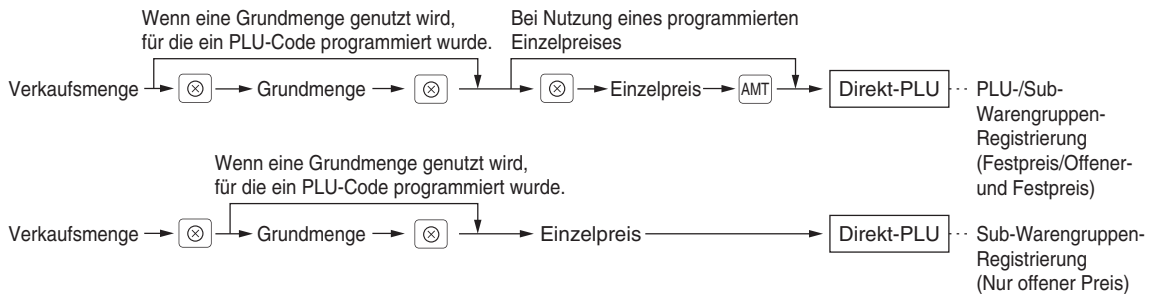 Wenn eine Grundmenge genutzt wird,
für die ein PLU-Code programmiert wurde.
Bei Nutzung eines programmierten
Einzelpreises
Verkaufsmenge ⊗ Grundmenge ⊗ ⊗ Einzelpreis AMT Direkt-PLU
PLU-/Sub-
Warengruppen-
Registrierung
(Festpreis/Offener-
und Festpreis)
Wenn eine Grundmenge genutzt wird,
für die ein PLU-Code programmiert wurde.
Verkaufsmenge ⊗ Grundmenge ⊗ Einzelpreis Direkt-PLU
Sub-Warengruppen-
Registrierung
(Nur offener Preis)